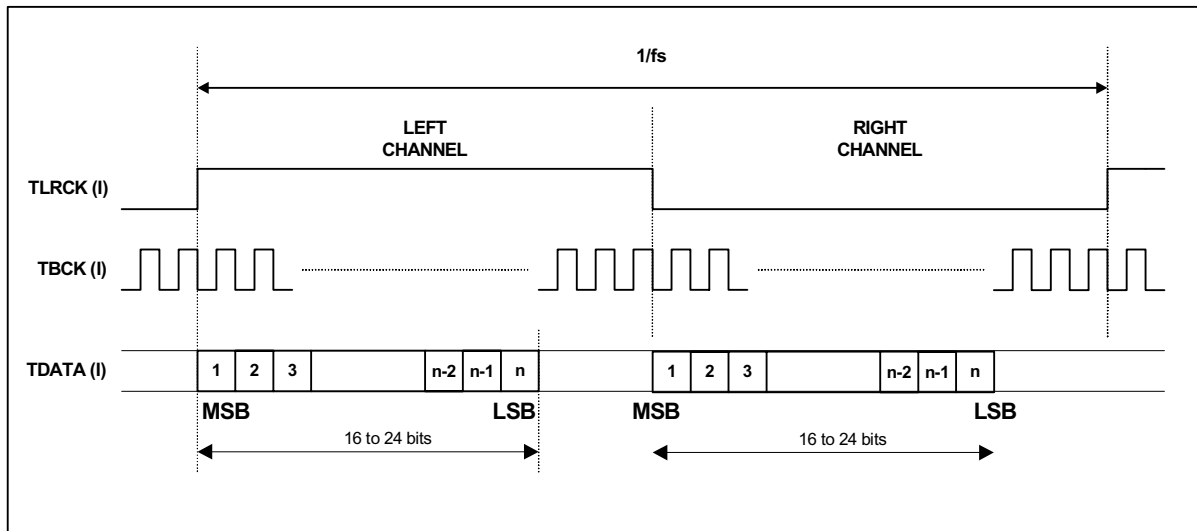 1/fs
LEFT
CHANNEL
RIGHT
CHANNEL
TLRCK (I)
TBCK (I)
TDATA (I)
1 2 3 n-2 n-1 n 1 2 3 n-2 n-1 n
MSB LSB MSB LSB
16 to 24 bits 16 to 24 bits